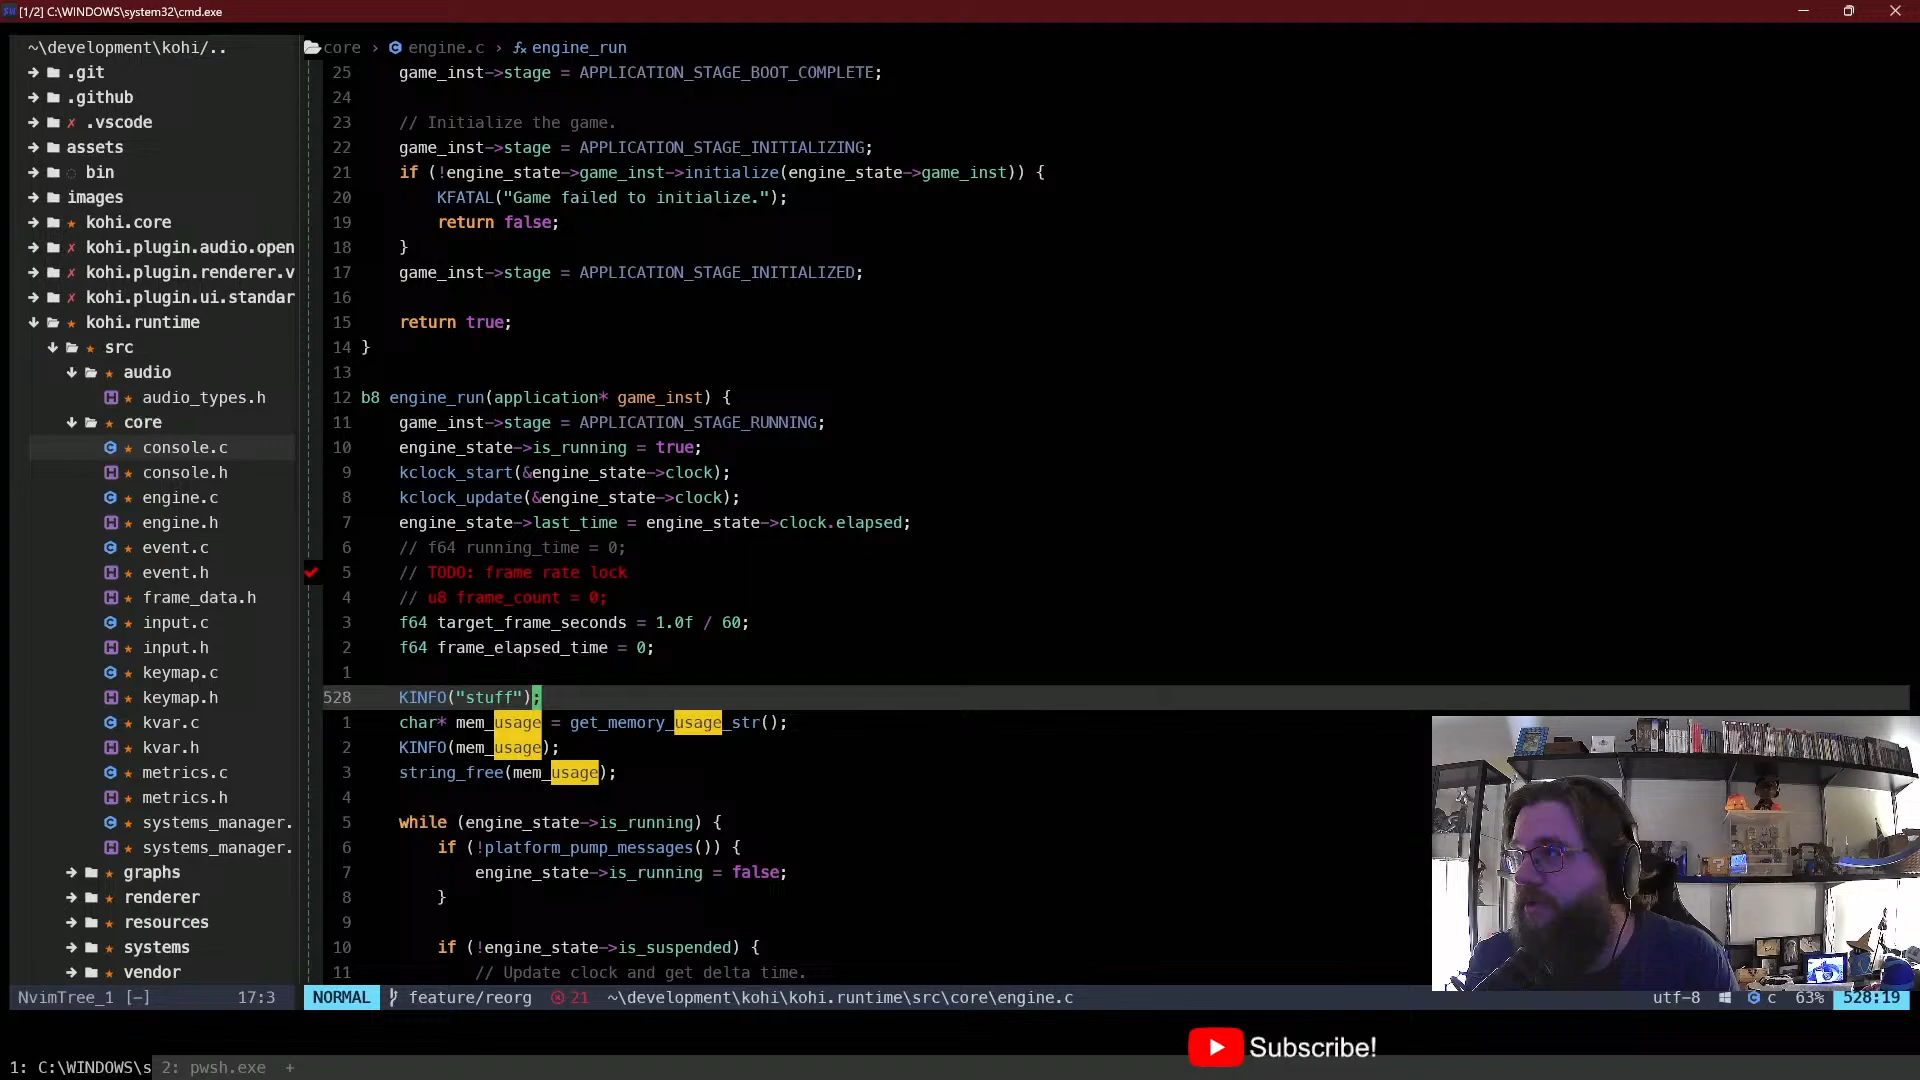 [1/2] C:\WINDOWS\system32\cmd.exe
~\development\kohi/..
.git
.github
.vscode
assets
bin
images
kohi.core
kohi.plugin.audio.open
kohi.plugin.renderer.v
kohi.plugin.ui.standar
kohi.runtime
src
audio
audio_types.h
core
console.c
console.h
engine.c
engine.h
event.c
event.h
frame_data.h
input.c
input.h
keymap.c
keymap.h
kvar.c
kvar.h
metrics.c
metrics.h
systems_manager.
systems_manager.
graphs
renderer
resources
systems
vendor
NvimTree_1 [-] 17:3
core > engine.c > fx engine_run
25 game_inst->stage = APPLICATION_STAGE_BOOT_COMPLETE;
24
23 // Initialize the game.
22 game_inst->stage = APPLICATION_STAGE_INITIALIZING;
21 if (!engine_state->game_inst->initialize(engine_state->game_inst)) {
20 KFATAL("Game failed to initialize.");
19 return false;
18 }
17 game_inst->stage = APPLICATION_STAGE_INITIALIZED;
16
15 return true;
14 }
13
12 b8 engine_run(application* game_inst) {
11 game_inst->stage = APPLICATION_STAGE_RUNNING;
10 engine_state->is_running = true;
9 kclock_start(&engine_state->clock);
8 kclock_update(&engine_state->clock);
7 engine_state->last_time = engine_state->clock.elapsed;
6 // f64 running_time = 0;
5 // TODO: frame rate lock
4 // u8 frame_count = 0;
3 f64 target_frame_seconds = 1.0f / 60;
2 f64 frame_elapsed_time = 0;
1
528 KINFO("stuff");
1 char* mem_usage = get_memory_usage_str();
2 KINFO(mem_usage);
3 string_free(mem_usage);
4
5 while (engine_state->is_running) {
6 if (!platform_pump_messages()) {
7 engine_state->is_running = false;
8 }
9
10 if (!engine_state->is_suspended) {
11 // Update clock and get delta time.
NORMAL feature/reorg 21 ~\development\kohi\kohi.runtime\src\core\engine.c utf-8 c 63% 528:19
Subscribe!
1: C:\WINDOWS\s 2: pwsh.exe +